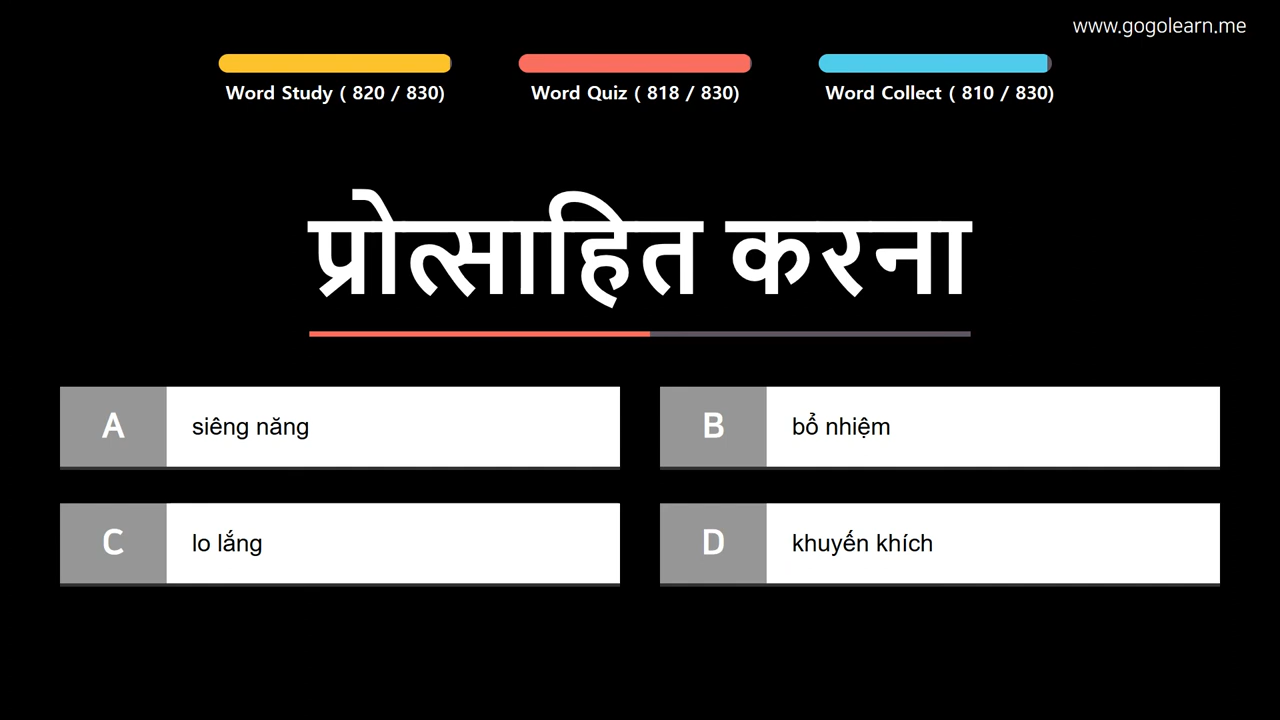 www.gogolearn.me
Word Study ( 820 / 830)
Word Quiz ( 818 / 830)
Word Collect ( 810 / 830)
प्रोत्साहित करना
A
siêng năng
B
bổ nhiệm
C
lo lắng
D
khuyến khích